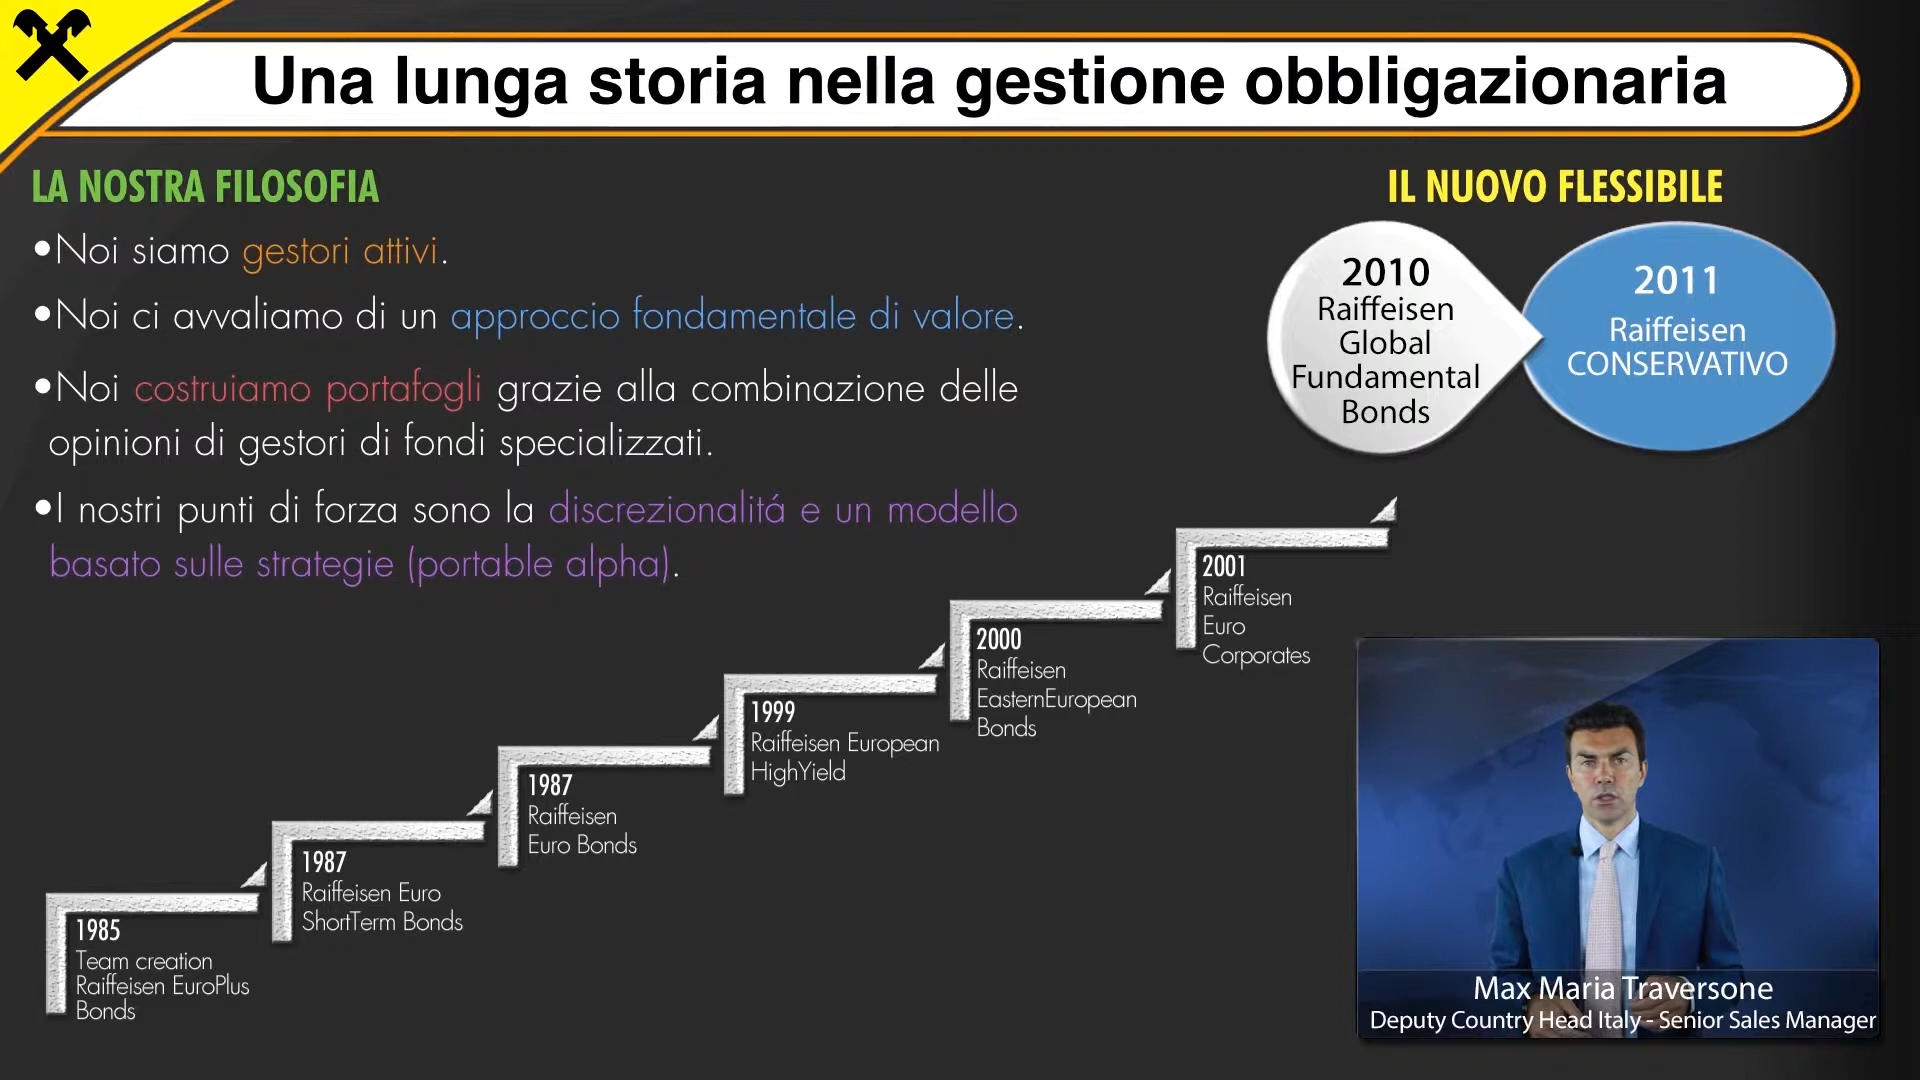 Una lunga storia nella gestione obbligazionaria
LA NOSTRA FILOSOFIA
•Noi siamo gestori attivi.
•Noi ci avvaliamo di un approccio fondamentale di valore.
•Noi costruiamo portafogli grazie alla combinazione delle
opinioni di gestori di fondi specializzati.
•I nostri punti di forza sono la discrezionalitá e un modello
basato sulle strategie (portable alpha).
IL NUOVO FLESSIBILE
2010
Raiffeisen
Global
Fundamental
Bonds
2011
Raiffeisen
CONSERVATIVO
1985
Team creation
Raiffeisen EuroPlus
Bonds
1987
Raiffeisen Euro
ShortTerm Bonds
1987
Raiffeisen
Euro Bonds
1999
Raiffeisen European
HighYield
2000
Raiffeisen
EasternEuropean
Bonds
2001
Raiffeisen
Euro
Corporates
Max Maria Traversone
Deputy Country Head Italy - Senior Sales Manager